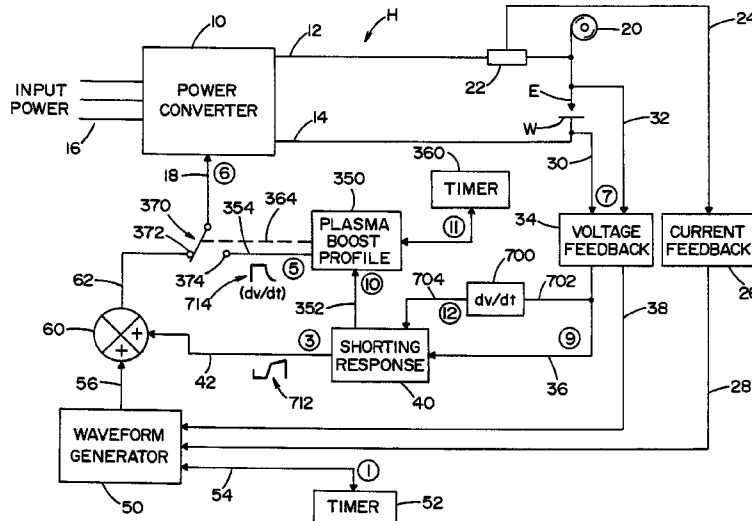 10
12
H
24
INPUT
POWER
POWER
CONVERTER
20
22
E
W
32
16
14
30
18
6
360
7
370
350
TIMER
364
34
372
354
PLASMA
BOOST
PROFILE
11
VOLTAGE
FEEDBACK
CURRENT
FEEDBACK
62
374
5
10
700
26
714
(dv/dt)
704
dv/dt
702
352
12
38
60
+
+
3
9
SHORTING
RESPONSE
42
36
56
712
40
28
WAVEFORM
GENERATOR
1
54
50
TIMER
52